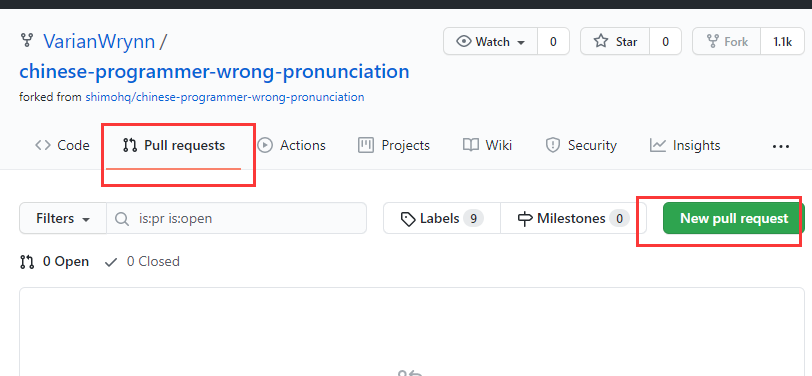 VarianWrynn /
Watch 0 Star 0 Fork 1.1k
chinese-programmer-wrong-pronunciation
forked from shimohq/chinese-programmer-wrong-pronunciation
Code Pull requests Actions Projects Wiki Security Insights ...
Filters is:pr is:open Labels 9 Milestones 0 New pull request
0 Open 0 Closed